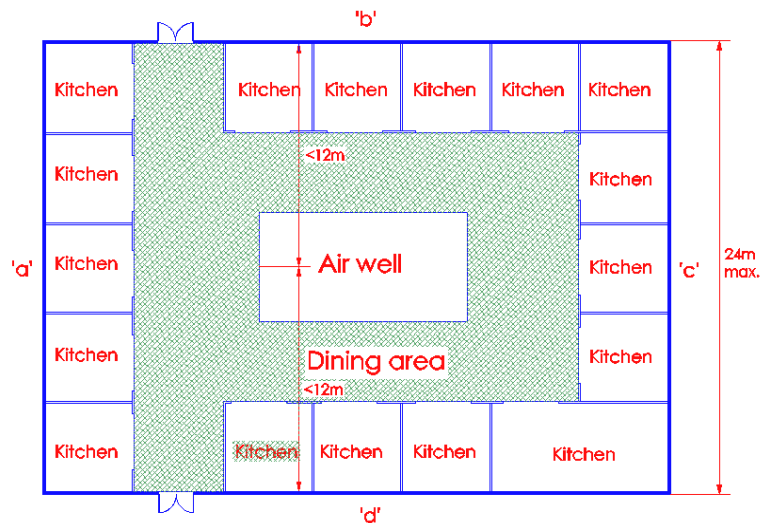 'b'
Kitchen
Kitchen
Kitchen
Kitchen
Kitchen
Kitchen
<12m
Kitchen
Kitchen
'a'
Kitchen
Air well
Kitchen
'c'
24m
max.
Kitchen
Dining area
Kitchen
<12m
Kitchen
Kitchen
Kitchen
Kitchen
Kitchen
'd'